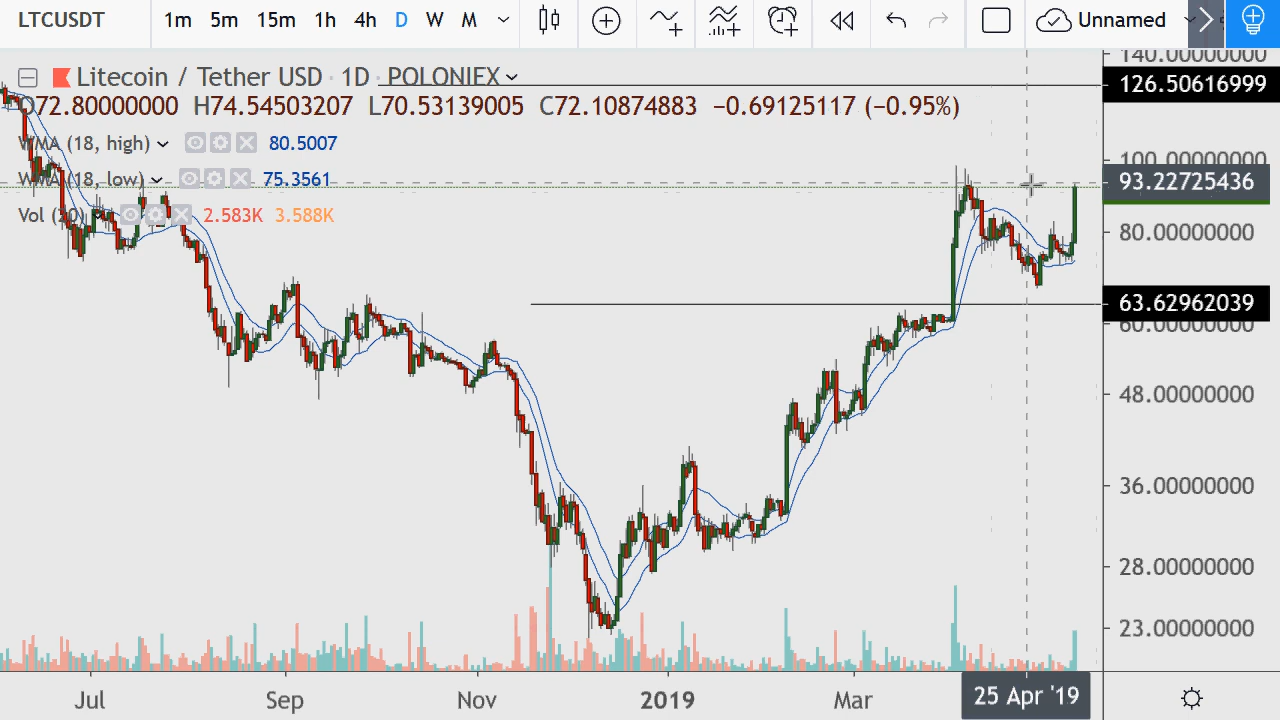 LTCUSDT 1m 5m 15m 1h 4h D W M Unnamed
Litecoin / Tether USD · 1D · POLONIEX
O72.80000000 H74.54503207 L70.53139005 C72.10874883 −0.69125117 (−0.95%)
WMA (18, high) 80.5007
WMA (18, low) 75.3561
Vol (20) 2.583K 3.588K
140.00000000
126.50616999
100.00000000
93.22725436
80.00000000
63.62962039
60.00000000
48.00000000
36.00000000
28.00000000
23.00000000
Jul Sep Nov 2019 Mar 25 Apr '19